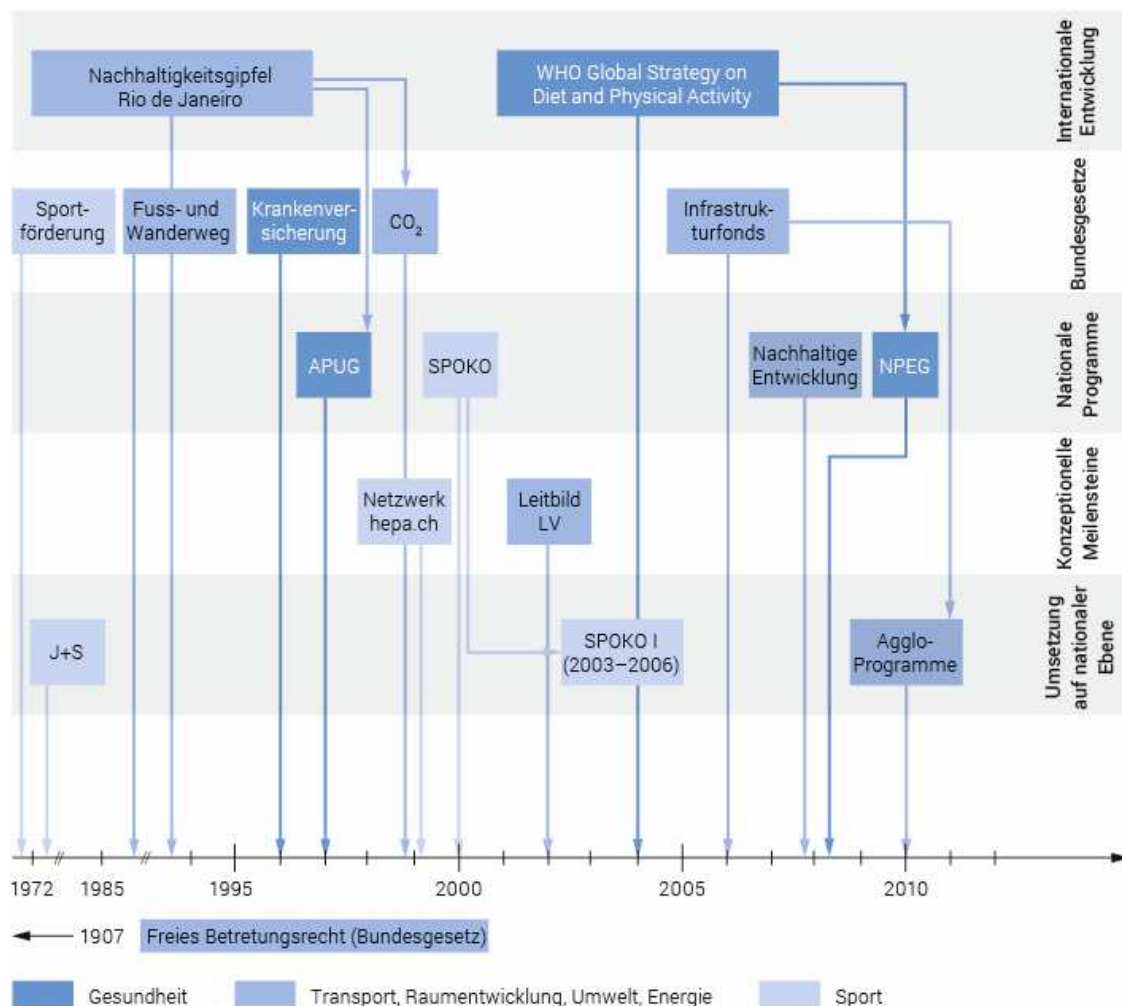 Nachhaltigkeitsgipfel
Rio de Janeiro
WHO Global Strategy on
Diet and Physical Activity
Internationale
Entwicklung
Sport-
förderung
Fuss- und
Wanderweg
Krankenver-
sicherung
CO₂
Infrastruk-
turfonds
Bundesgesetze
APUG
SPOKO
Nachhaltige
Entwicklung
NPEG
Nationale
Programme
Netzwerk
hepa.ch
Leitbild
LV
Konzeptionelle
Meilensteine
J+S
SPOKO I
(2003–2006)
Agglo-
Programme
Umsetzung
auf nationaler
Ebene
1972
1985
1995
2000
2005
2010
1907
Freies Betretungsrecht (Bundesgesetz)
Gesundheit
Transport, Raumentwicklung, Umwelt, Energie
Sport